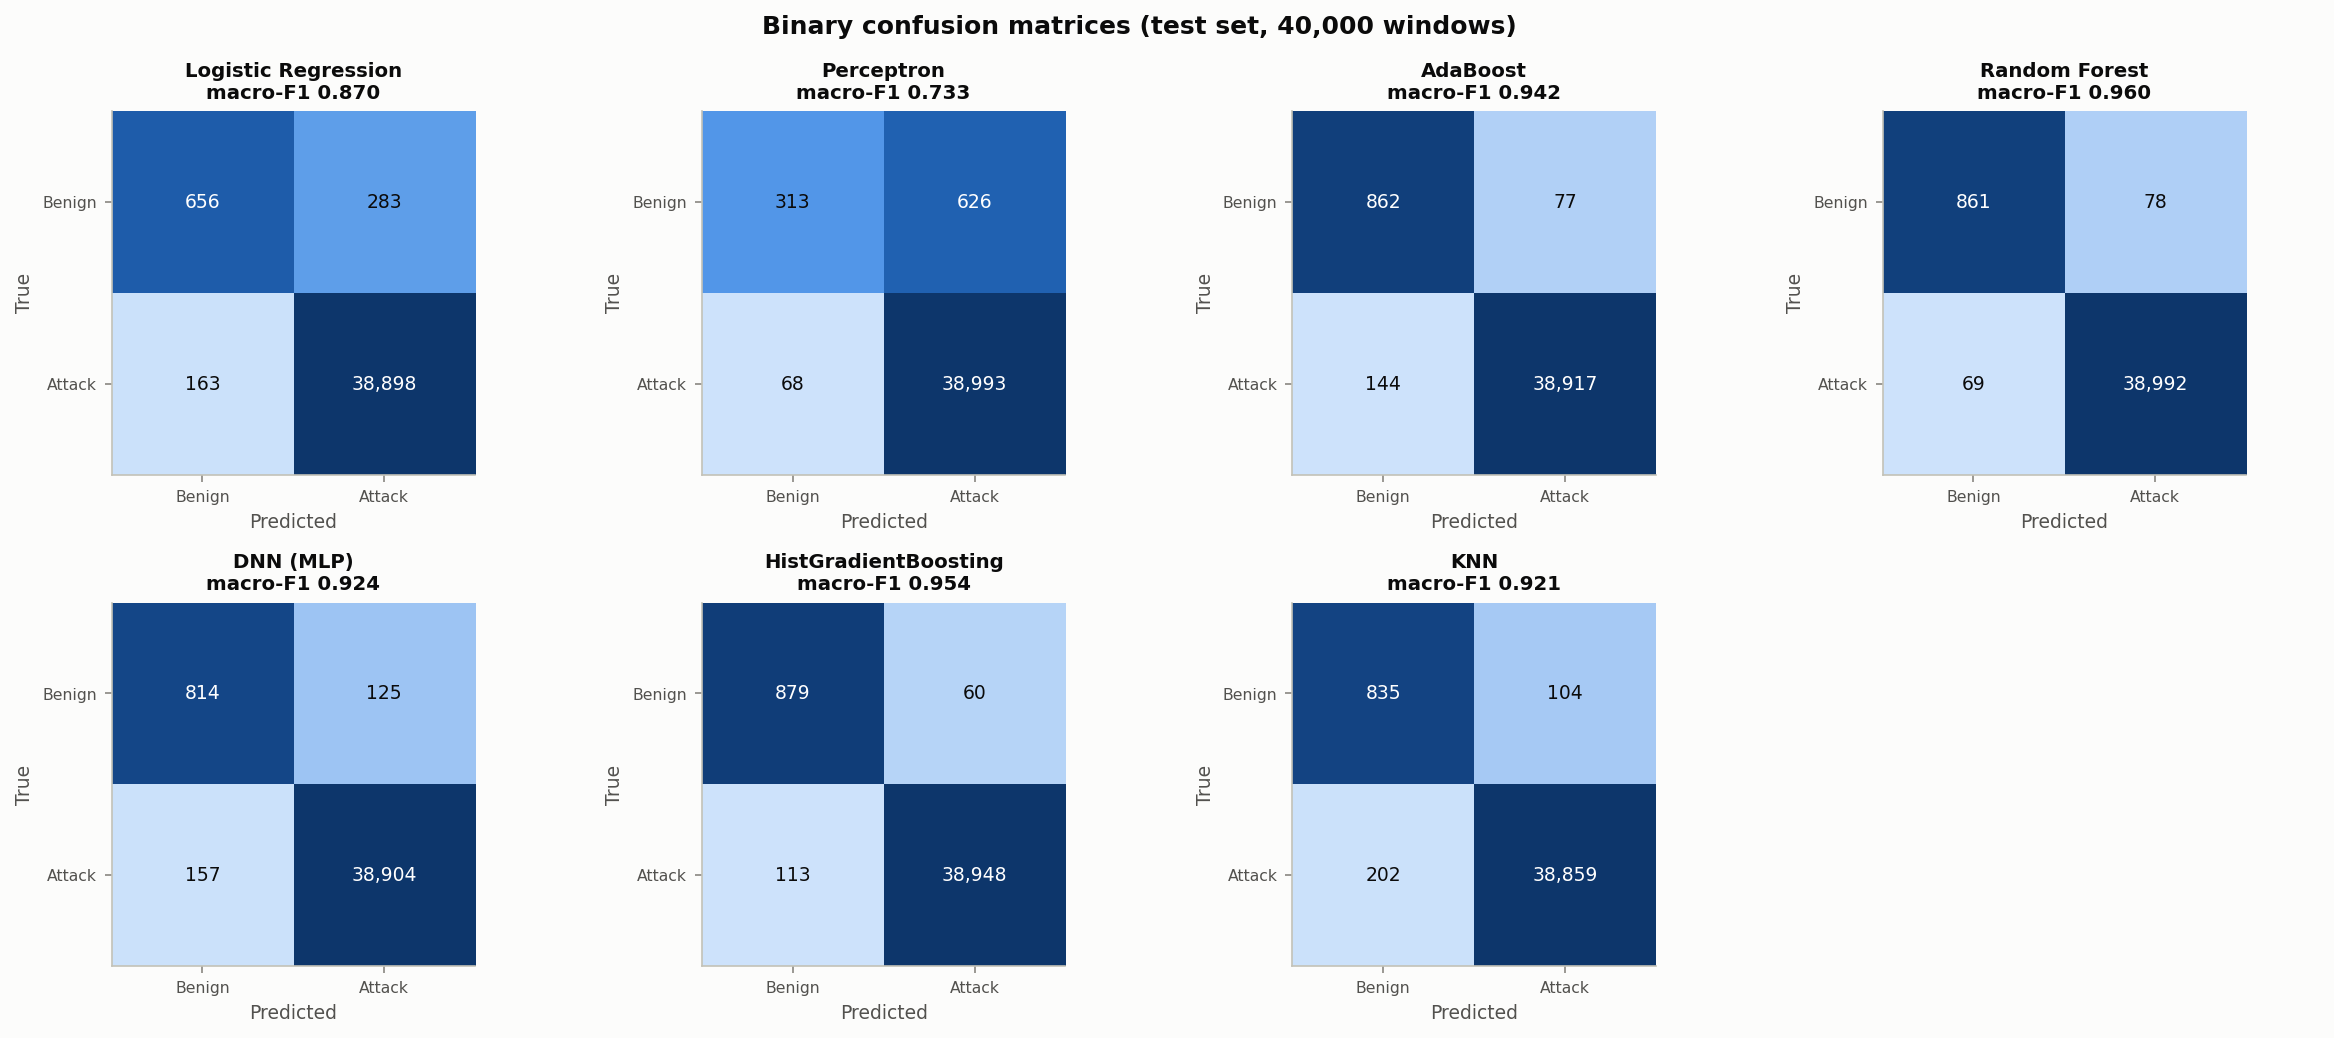 Binary confusion matrices (test set, 40,000 windows)
Logistic Regression
macro-F1 0.870
True
Benign
656
283
Attack
163
38,898
Benign
Attack
Predicted
Perceptron
macro-F1 0.733
True
Benign
313
626
Attack
68
38,993
Benign
Attack
Predicted
AdaBoost
macro-F1 0.942
True
Benign
862
77
Attack
144
38,917
Benign
Attack
Predicted
Random Forest
macro-F1 0.960
True
Benign
861
78
Attack
69
38,992
Benign
Attack
Predicted
DNN (MLP)
macro-F1 0.924
True
Benign
814
125
Attack
157
38,904
Benign
Attack
Predicted
HistGradientBoosting
macro-F1 0.954
True
Benign
879
60
Attack
113
38,948
Benign
Attack
Predicted
KNN
macro-F1 0.921
True
Benign
835
104
Attack
202
38,859
Benign
Attack
Predicted